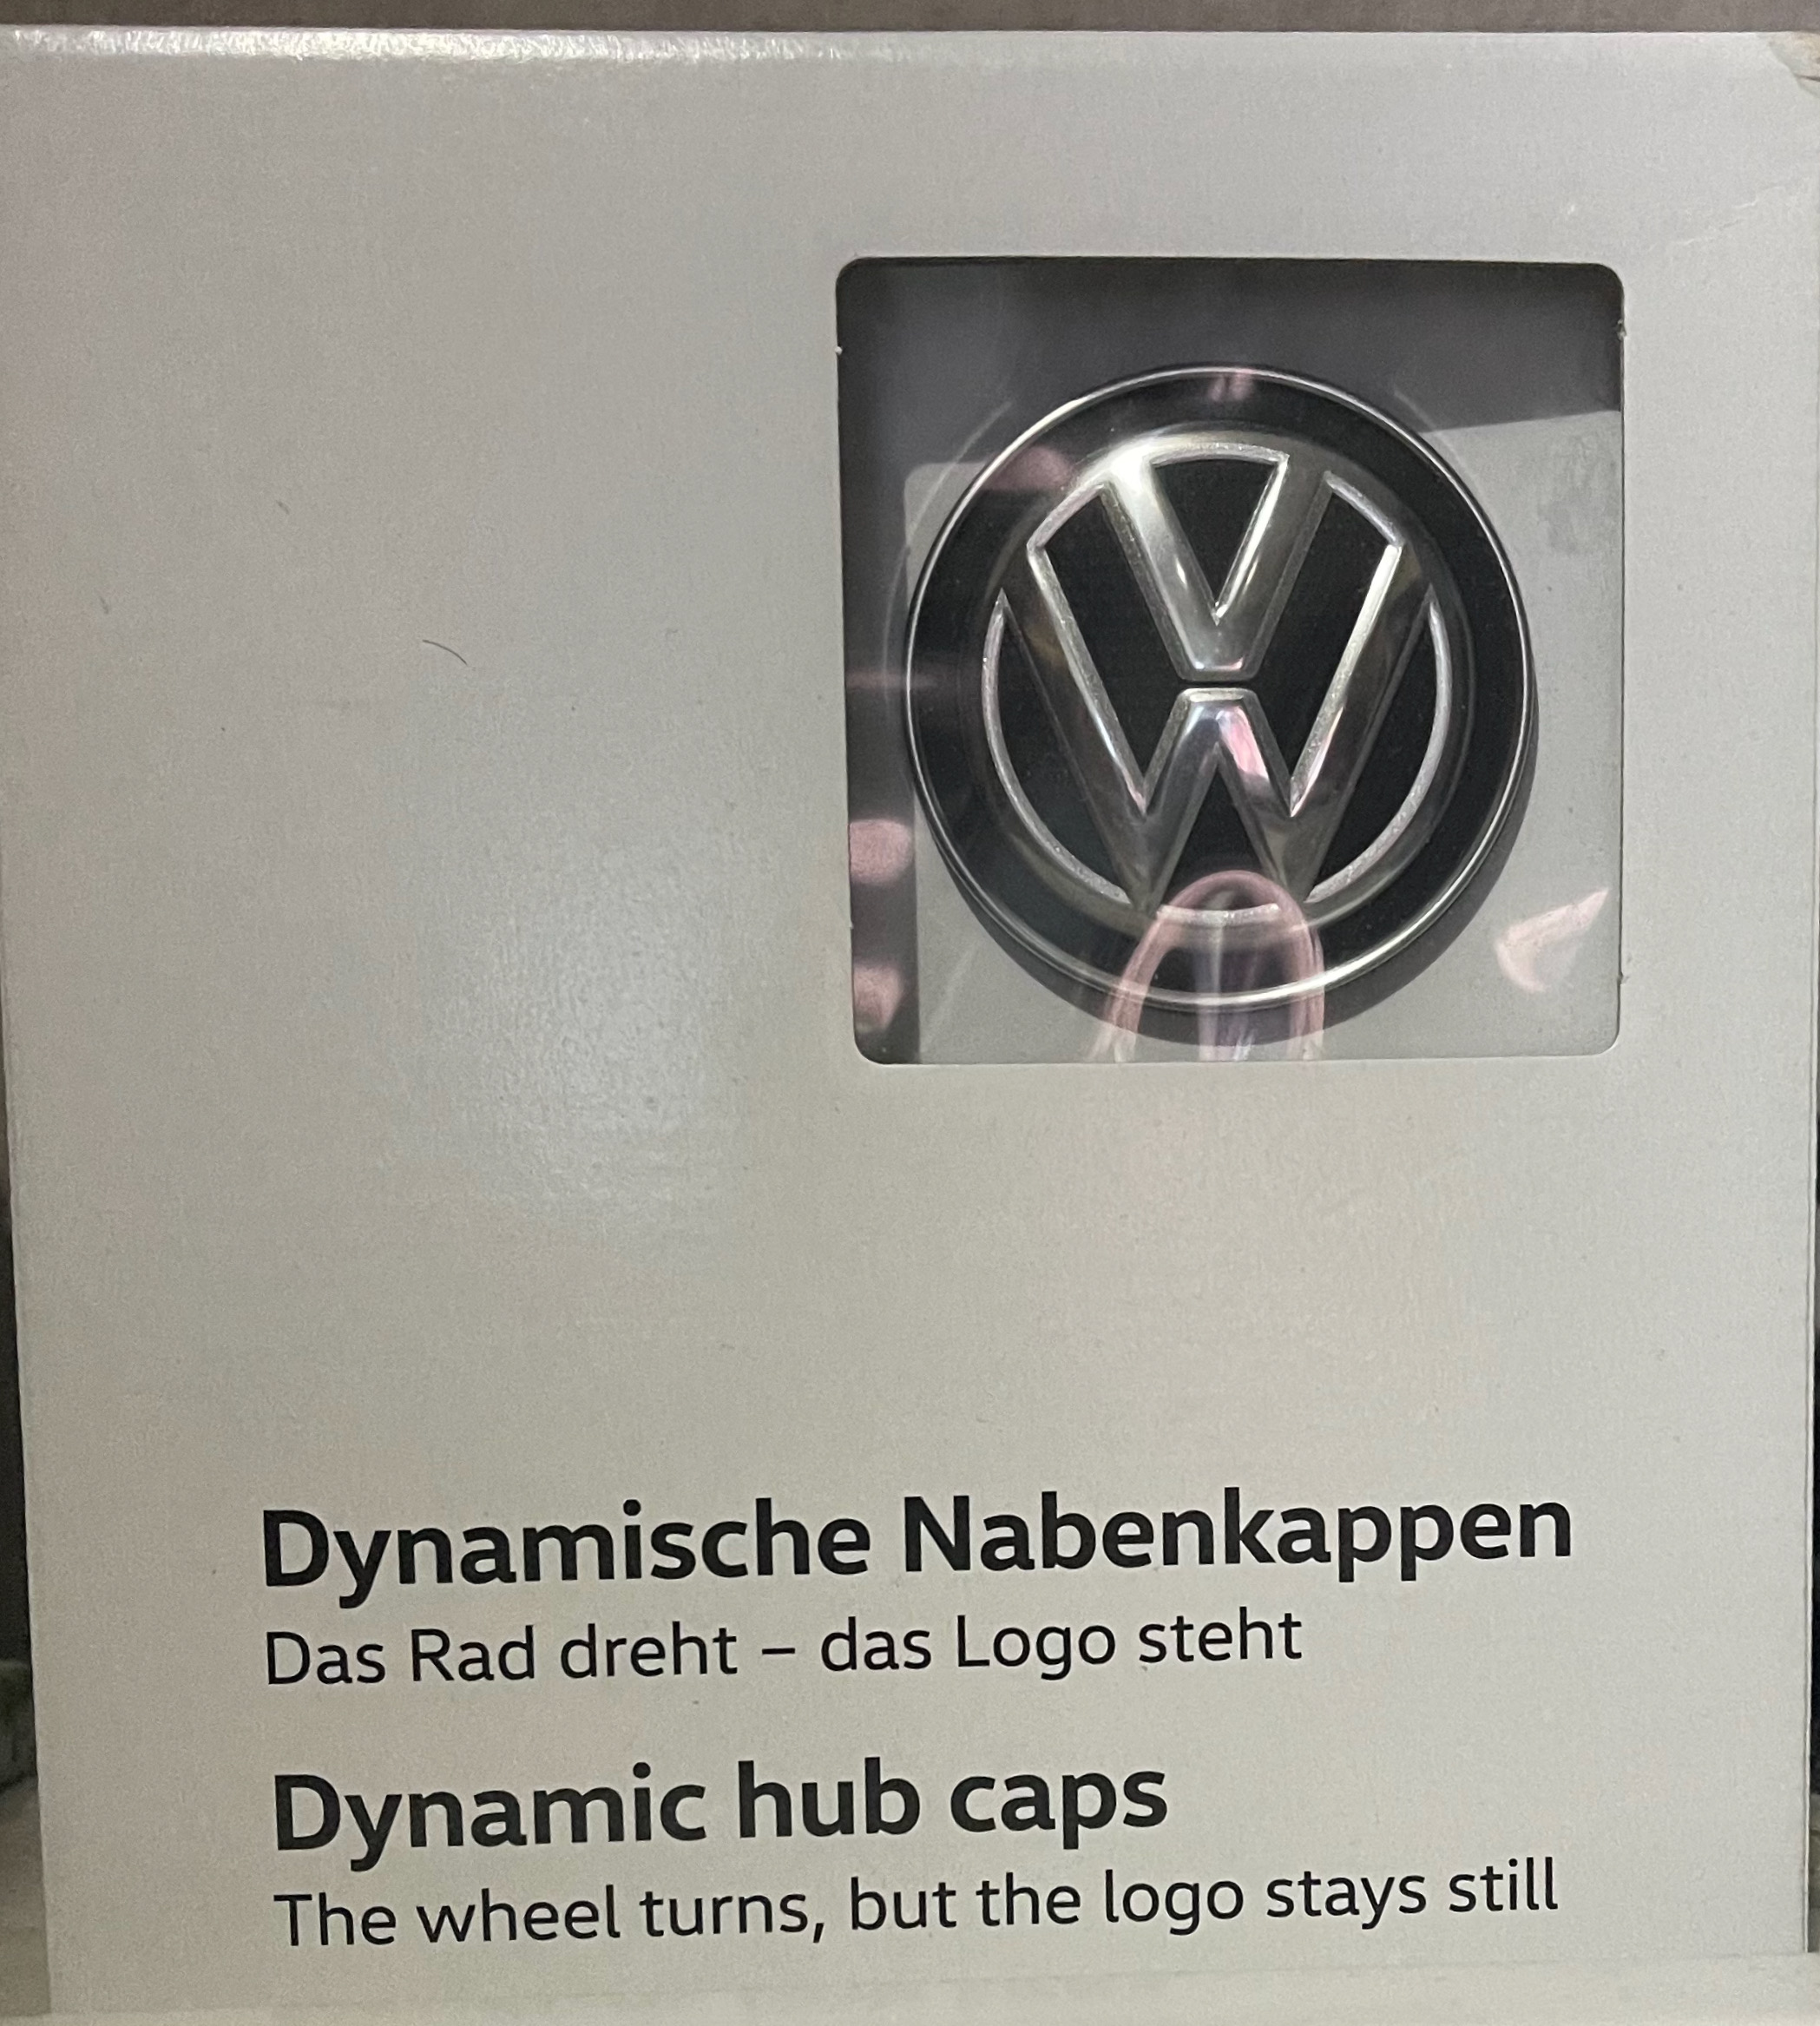 VW
Dynamische Nabenkappen
Das Rad dreht – das Logo steht
Dynamic hub caps
The wheel turns, but the logo stays still